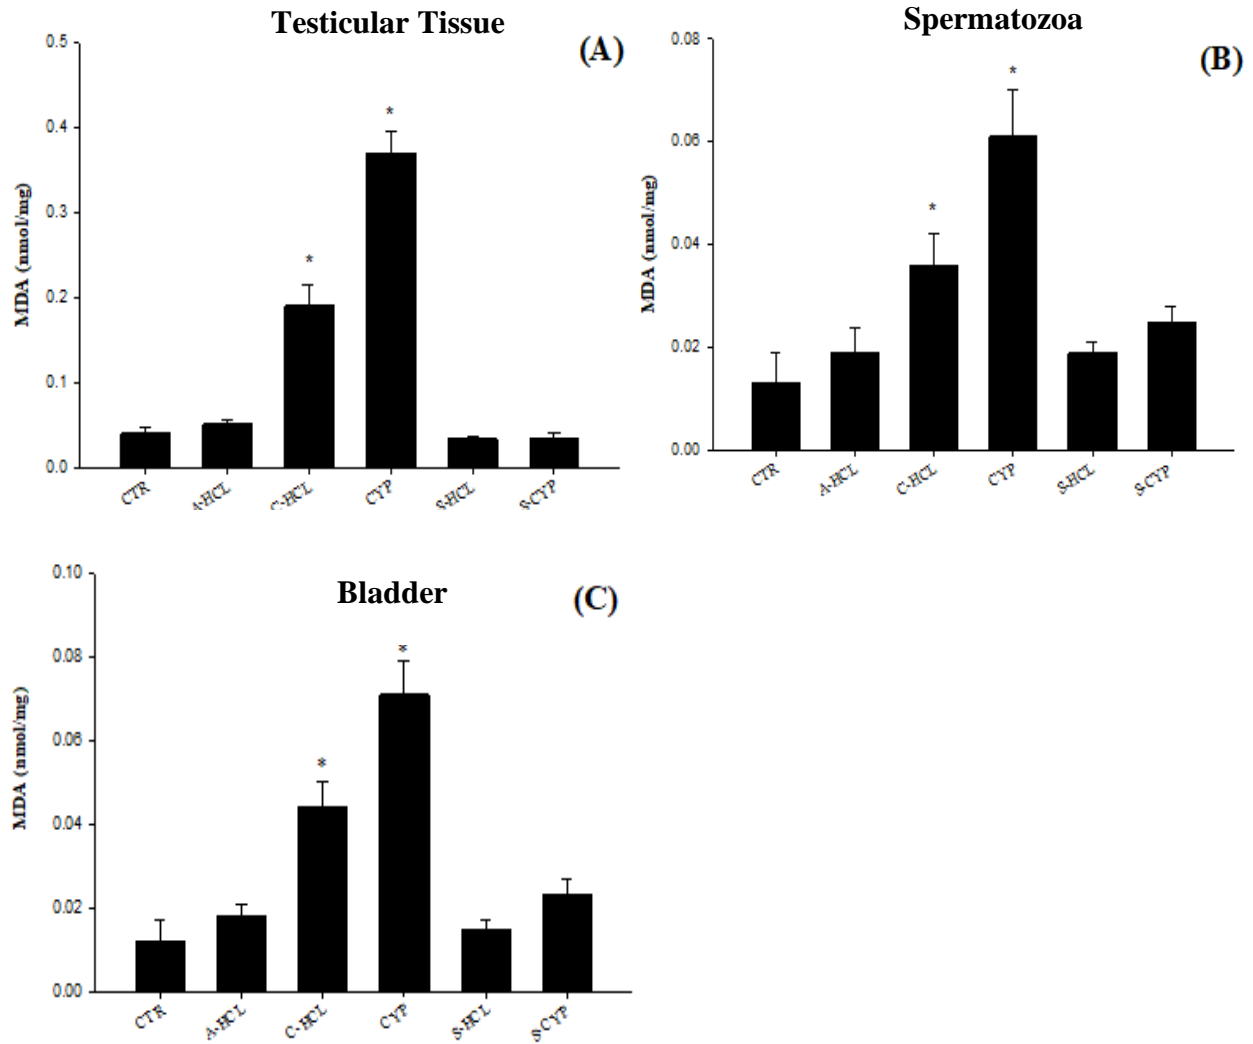 Testicular Tissue
(A)
0.5
0.4
0.3
0.2
0.1
0.0
MDA (nmol/mg)
*
*
CTR
A-HCL
C-HCL
CYP
S-HCL
S-CYP
Spermatozoa
(B)
0.08
0.06
0.04
0.02
0.00
MDA (nmol/mg)
*
*
CTR
A-HCL
C-HCL
CYP
S-HCL
S-CYP
Bladder
(C)
0.10
0.08
0.06
0.04
0.02
0.00
MDA (nmol/mg)
*
*
CTR
A-HCL
C-HCL
CYP
S-HCL
S-CYP